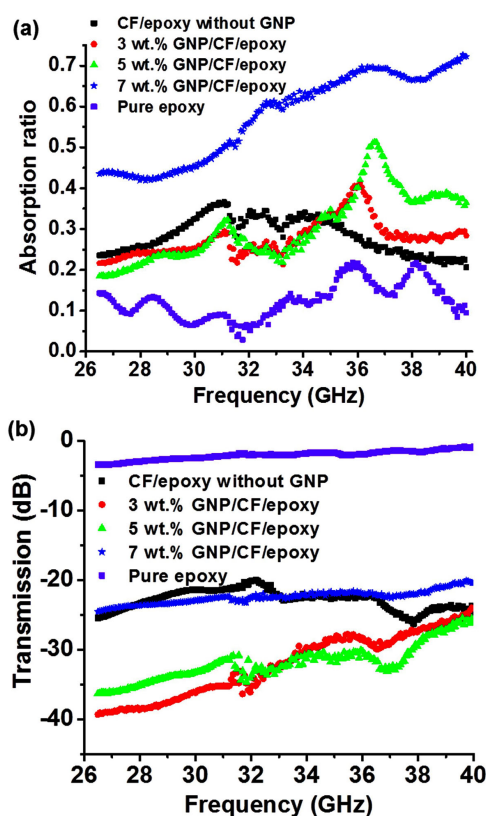 (a)
CF/epoxy without GNP
3 wt.% GNP/CF/epoxy
5 wt.% GNP/CF/epoxy
7 wt.% GNP/CF/epoxy
Pure epoxy
Absorption ratio
0.7
0.6
0.5
0.4
0.3
0.2
0.1
0.0
26 28 30 32 34 36 38 40
Frequency (GHz)
(b)
CF/epoxy without GNP
3 wt.% GNP/CF/epoxy
5 wt.% GNP/CF/epoxy
7 wt.% GNP/CF/epoxy
Pure epoxy
Transmission (dB)
0
-10
-20
-30
-40
26 28 30 32 34 36 38 40
Frequency (GHz)